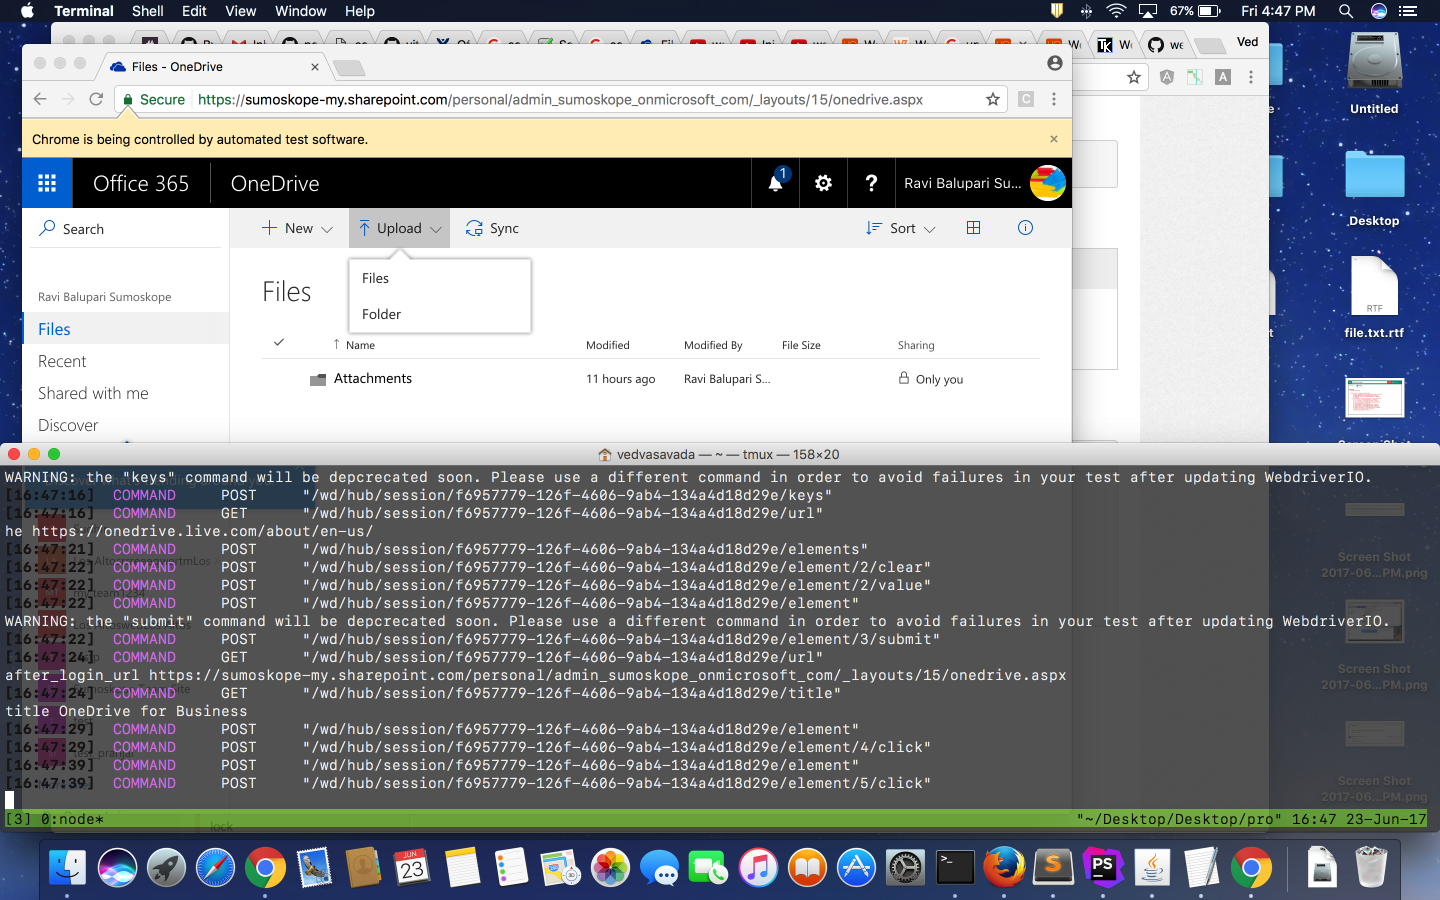 Terminal Shell Edit View Window Help 67% Fri 4:47 PM
Ved
Files - OneDrive
Secure https://sumoskope-my.sharepoint.com/personal/admin_sumoskope_onmicrosoft_com/_layouts/15/onedrive.aspx
Chrome is being controlled by automated test software.
Office 365 OneDrive 1 ? Ravi Balupari Su...
Search New Upload Sync Sort
Files
Folder
Files
Ravi Balupari Sumoskope
Files
Recent
Shared with me
Discover
Name Modified Modified By File Size Sharing
Attachments 11 hours ago Ravi Balupari S... Only you
Untitled
Desktop
RTF
file.txt.rtf
vedvasavada — ~ — tmux — 158×20
WARNING: the "keys" command will be depcrecated soon. Please use a different command in order to avoid failures in your test after updating WebdriverIO.
[16:47:16] COMMAND POST "/wd/hub/session/f6957779-126f-4606-9ab4-134a4d18d29e/keys"
[16:47:16] COMMAND GET "/wd/hub/session/f6957779-126f-4606-9ab4-134a4d18d29e/url"
he https://onedrive.live.com/about/en-us/
[16:47:21] COMMAND POST "/wd/hub/session/f6957779-126f-4606-9ab4-134a4d18d29e/elements"
[16:47:22] COMMAND POST "/wd/hub/session/f6957779-126f-4606-9ab4-134a4d18d29e/element/2/clear"
[16:47:22] COMMAND POST "/wd/hub/session/f6957779-126f-4606-9ab4-134a4d18d29e/element/2/value"
[16:47:22] COMMAND POST "/wd/hub/session/f6957779-126f-4606-9ab4-134a4d18d29e/element"
WARNING: the "submit" command will be depcrecated soon. Please use a different command in order to avoid failures in your test after updating WebdriverIO.
[16:47:22] COMMAND POST "/wd/hub/session/f6957779-126f-4606-9ab4-134a4d18d29e/element/3/submit"
[16:47:24] COMMAND GET "/wd/hub/session/f6957779-126f-4606-9ab4-134a4d18d29e/url"
after_login_url https://sumoskope-my.sharepoint.com/personal/admin_sumoskope_onmicrosoft_com/_layouts/15/onedrive.aspx
[16:47:24] COMMAND GET "/wd/hub/session/f6957779-126f-4606-9ab4-134a4d18d29e/title"
title OneDrive for Business
[16:47:29] COMMAND POST "/wd/hub/session/f6957779-126f-4606-9ab4-134a4d18d29e/element"
[16:47:29] COMMAND POST "/wd/hub/session/f6957779-126f-4606-9ab4-134a4d18d29e/element/4/click"
[16:47:39] COMMAND POST "/wd/hub/session/f6957779-126f-4606-9ab4-134a4d18d29e/element"
[16:47:39] COMMAND POST "/wd/hub/session/f6957779-126f-4606-9ab4-134a4d18d29e/element/5/click"
[3] 0:node* "~/Desktop/Desktop/pro" 16:47 23-Jun-17
lock
Screen Shot
2017-06...PM.png
Screen Shot
2017-06...PM.png
Screen Shot
2017-06...PM.png
JUN
23
PS